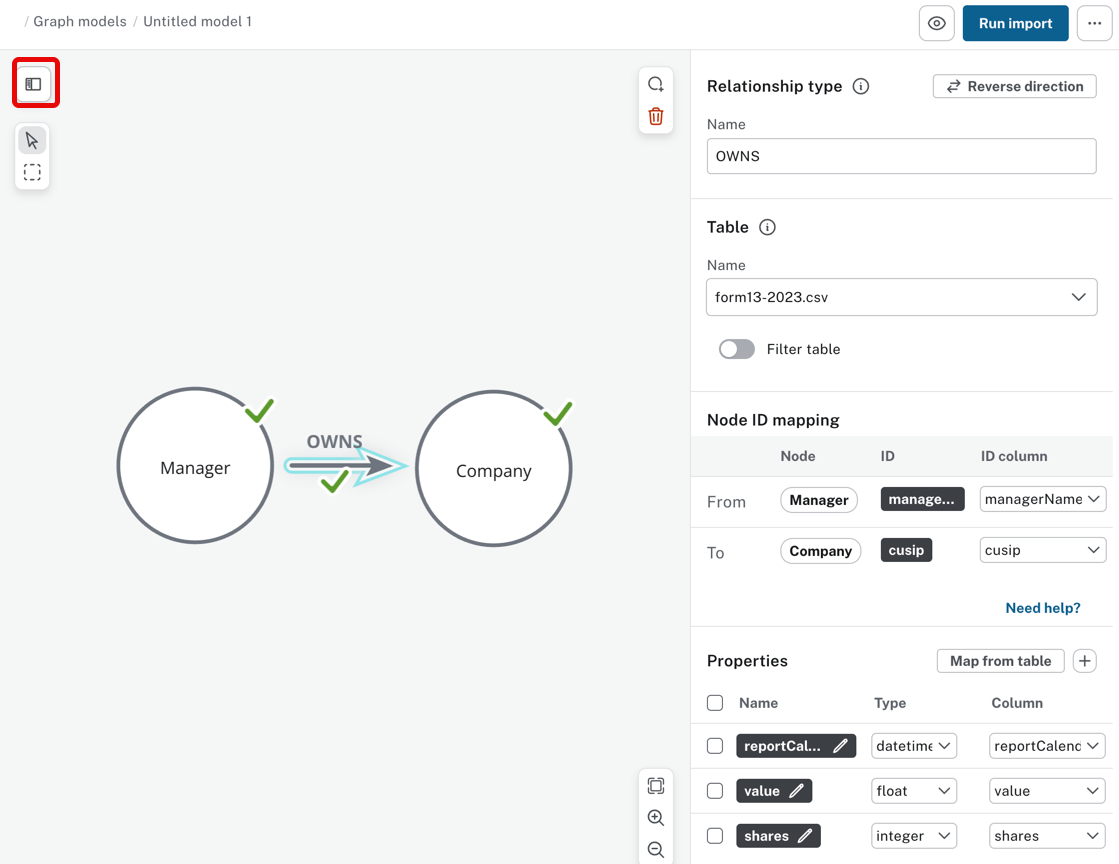 / Graph models / Untitled model 1
Run import
Relationship type
Reverse direction
Name
OWNS
Table
Name
form13-2023.csv
Filter table
Manager
OWNS
Company
Node ID mapping
Node ID ID column
From Manager manage... managerName
To Company cusip cusip
Need help?
Properties Map from table
Name Type Column
reportCal... datetime reportCalend
value float value
shares integer shares